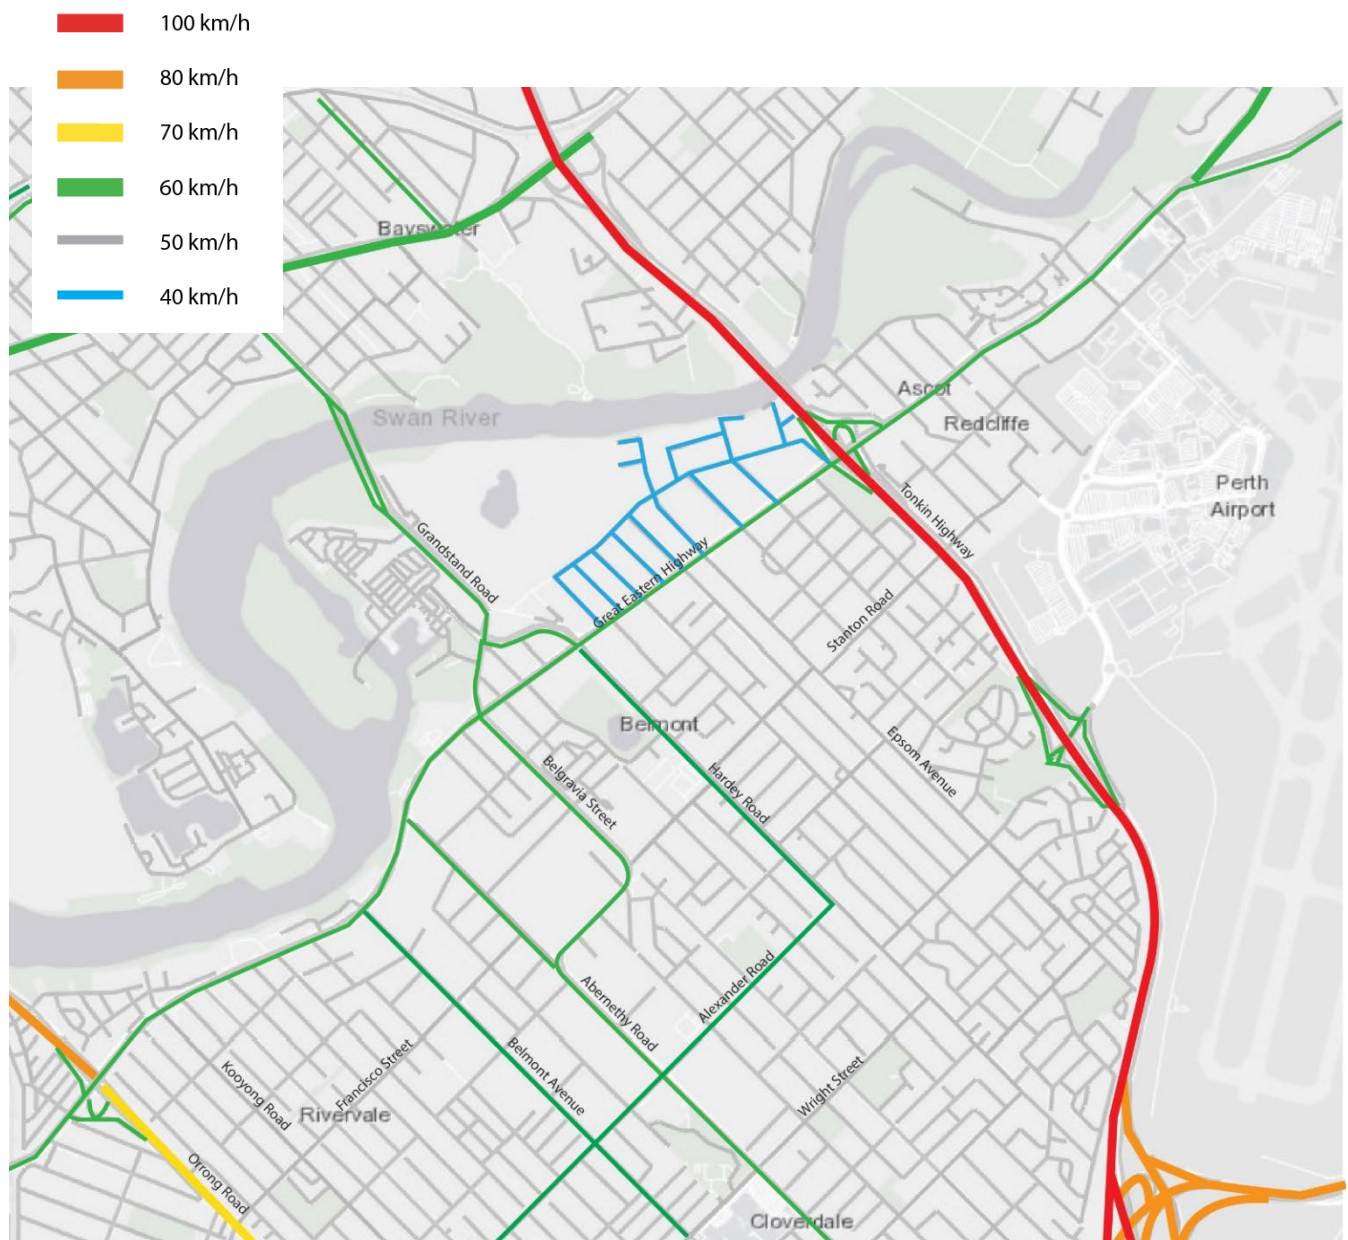 100 km/h
80 km/h
70 km/h
60 km/h
50 km/h
40 km/h
Bayswater
Swan River
Ascot
Redcliffe
Perth
Airport
Tonkin Highway
Grandstand Road
Great Eastern Highway
Stanton Road
Belmont
Epsom Avenue
Belgravia Street
Hardey Road
Abernethy Road
Alexander Road
Belmont Avenue
Wright Street
Francisco Street
Kooyong Road
Rivervale
Orrong Road
Cloverdale